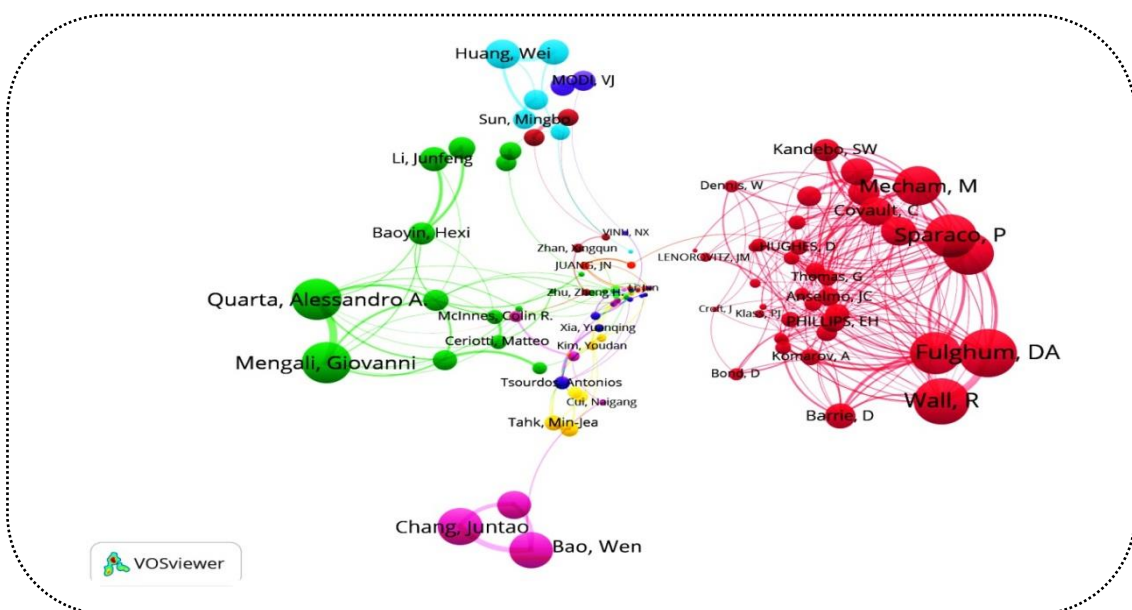 Huang, Wei
MODI, VJ
Sun, Mingbo
Li, Junfeng
Kandebo, SW
Dennis, W
Mecham, M
Covault, C
Baoyin, Hexi
VINH, NX
Zhan, Xingqun
HUGHES, D
Sparaco, P
LENOROVITZ, JM
JUANG, JN
Thomas, G
Quarta, Alessandro A.
Zhu, Zheng H.
Anselmo, JC
McInnes, Colin R.
Croft, J
Klass, PJ
PHILLIPS, EH
Xia, Yuanqing
Ceriotti, Matteo
Kim, Youdan
Fulghum, DA
Mengali, Giovanni
Komarov, A
Bond, D
Tsourdos, Antonios
Cui, Naigang
Wall, R
Barrie, D
Tahk, Min-Jea
Chang, Juntao
Bao, Wen
VOSviewer